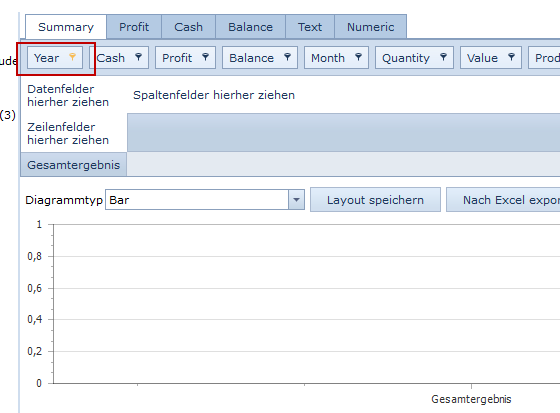 Summary Profit Cash Balance Text Numeric
ude Year Cash Profit Balance Month Quantity Value Prod
Datenfelder
hierher ziehen
Spaltenfelder hierher ziehen
(3)
Zeilenfelder
hierher ziehen
Gesamtergebnis
Diagrammtyp Bar Layout speichern Nach Excel expor
1
0,8
0,6
0,4
0,2
0
Gesamtergebnis